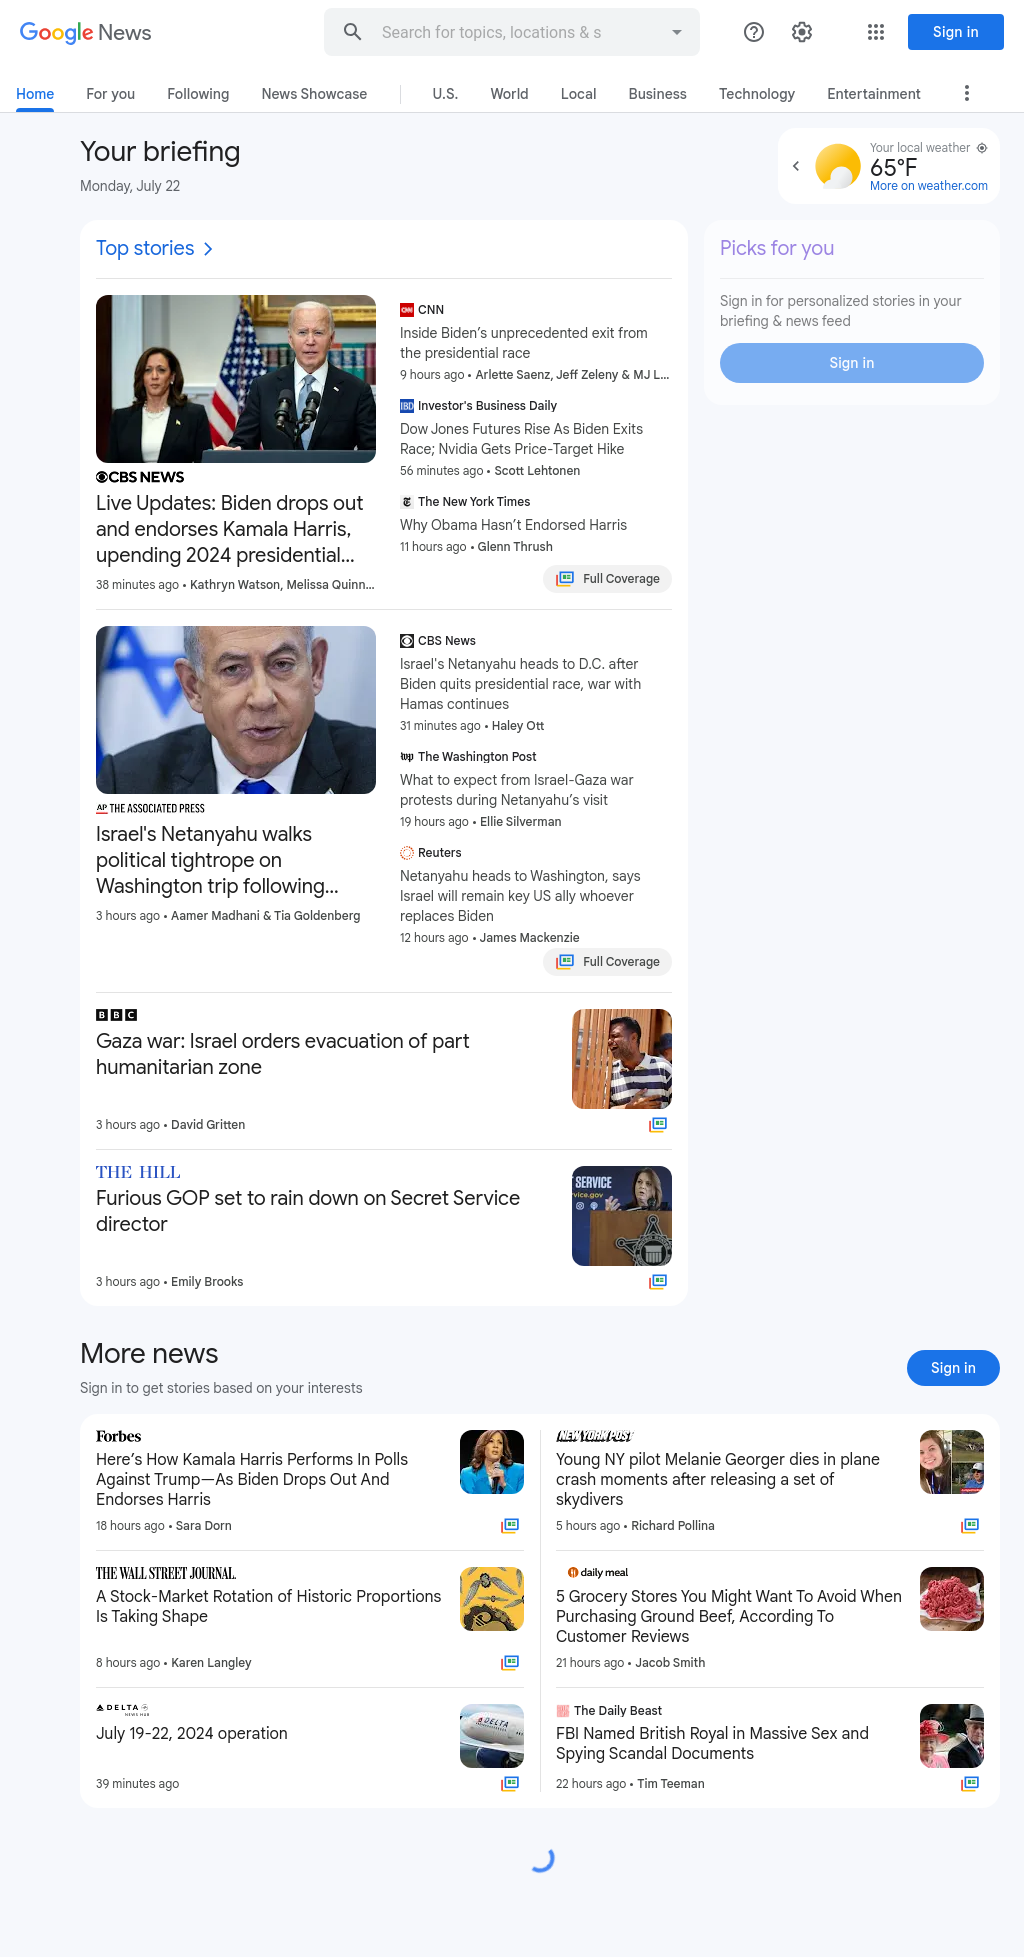 Google News
Search for topics, locations & s
Sign in
Home
For you
Following
News Showcase
U.S.
World
Local
Business
Technology
Entertainment
Your briefing
Monday, July 22
Your local weather
65°F
More on weather.com
Top stories
CBS NEWS
Live Updates: Biden drops out
and endorses Kamala Harris,
upending 2024 presidential...
38 minutes ago • Kathryn Watson, Melissa Quinn...
CNN
Inside Biden's unprecedented exit from
the presidential race
9 hours ago • Arlette Saenz, Jeff Zeleny & MJ L...
IBD Investor's Business Daily
Dow Jones Futures Rise As Biden Exits
Race; Nvidia Gets Price-Target Hike
56 minutes ago • Scott Lehtonen
The New York Times
Why Obama Hasn't Endorsed Harris
11 hours ago • Glenn Thrush
Full Coverage
Picks for you
Sign in for personalized stories in your
briefing & news feed
Sign in
AP THE ASSOCIATED PRESS
Israel's Netanyahu walks
political tightrope on
Washington trip following...
3 hours ago • Aamer Madhani & Tia Goldenberg
CBS News
Israel's Netanyahu heads to D.C. after
Biden quits presidential race, war with
Hamas continues
31 minutes ago • Haley Ott
wp The Washington Post
What to expect from Israel-Gaza war
protests during Netanyahu's visit
19 hours ago • Ellie Silverman
Reuters
Netanyahu heads to Washington, says
Israel will remain key US ally whoever
replaces Biden
12 hours ago • James Mackenzie
Full Coverage
BBC
Gaza war: Israel orders evacuation of part
humanitarian zone
3 hours ago • David Gritten
THE HILL
Furious GOP set to rain down on Secret Service
director
3 hours ago • Emily Brooks
SERVICE
rvice.gov
More news
Sign in to get stories based on your interests
Sign in
Forbes
Here's How Kamala Harris Performs In Polls
Against Trump—As Biden Drops Out And
Endorses Harris
18 hours ago • Sara Dorn
NEW YORK POST
Young NY pilot Melanie Georger dies in plane
crash moments after releasing a set of
skydivers
5 hours ago • Richard Pollina
THE WALL STREET JOURNAL.
A Stock-Market Rotation of Historic Proportions
Is Taking Shape
8 hours ago • Karen Langley
daily meal
5 Grocery Stores You Might Want To Avoid When
Purchasing Ground Beef, According To
Customer Reviews
21 hours ago • Jacob Smith
DELTA
NEWS HUB
July 19-22, 2024 operation
39 minutes ago
DELTA
The Daily Beast
FBI Named British Royal in Massive Sex and
Spying Scandal Documents
22 hours ago • Tim Teeman